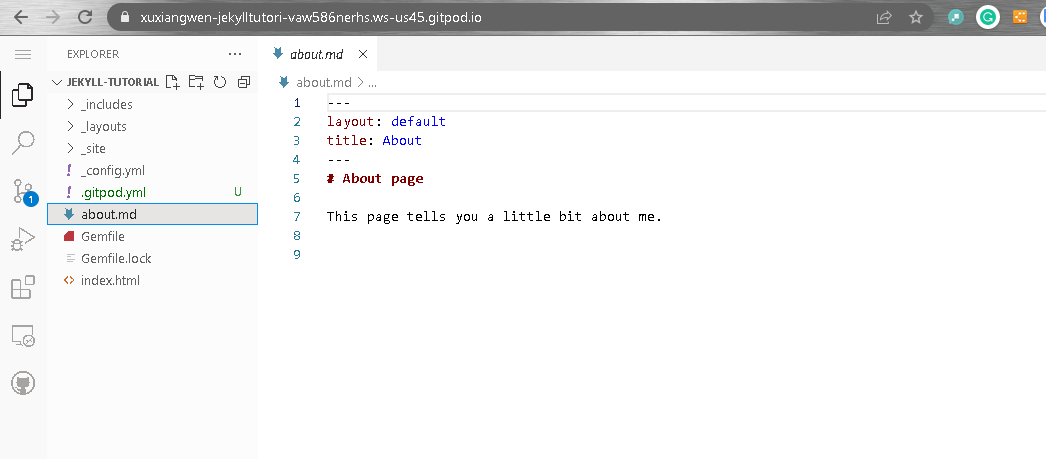 xuxiangwen-jekylltutori-vaw586nerhs.ws-us45.gitpod.io
EXPLORER
JEKYLL-TUTORIAL
_includes
_layouts
_site
! _config.yml
! .gitpod.yml U
about.md
Gemfile
Gemfile.lock
<> index.html
1
about.md
about.md > ...
1 ---
2 layout: default
3 title: About
4 ---
5 # About page
6
7 This page tells you a little bit about me.
8
9